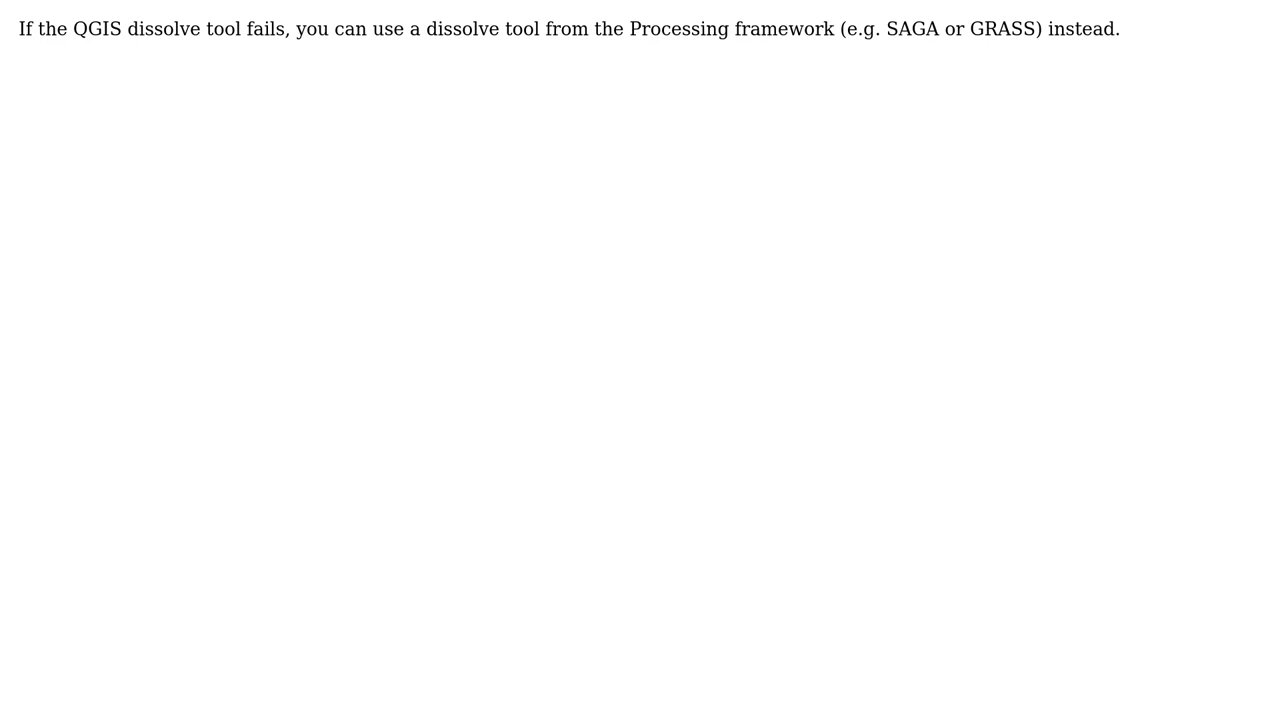 If the QGIS dissolve tool fails, you can use a dissolve tool from the Processing framework (e.g. SAGA or GRASS) instead.